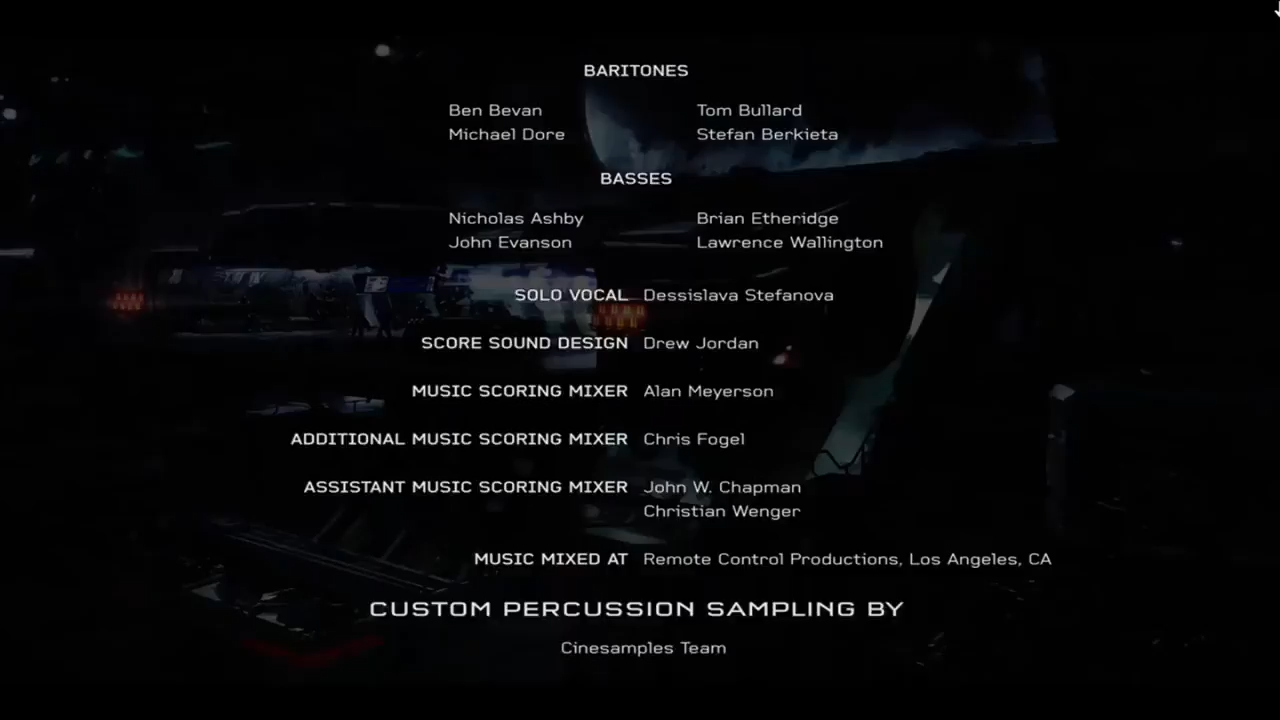 BARITONES
Ben Bevan Tom Bullard
Michael Dore Stefan Berkieta
BASSES
Nicholas Ashby Brian Etheridge
John Evanson Lawrence Wallington
SOLO VOCAL Dessislava Stefanova
SCORE SOUND DESIGN Drew Jordan
MUSIC SCORING MIXER Alan Meyerson
ADDITIONAL MUSIC SCORING MIXER Chris Fogel
ASSISTANT MUSIC SCORING MIXER John W. Chapman
Christian Wenger
MUSIC MIXED AT Remote Control Productions, Los Angeles, CA
CUSTOM PERCUSSION SAMPLING BY
Cinesamples Team